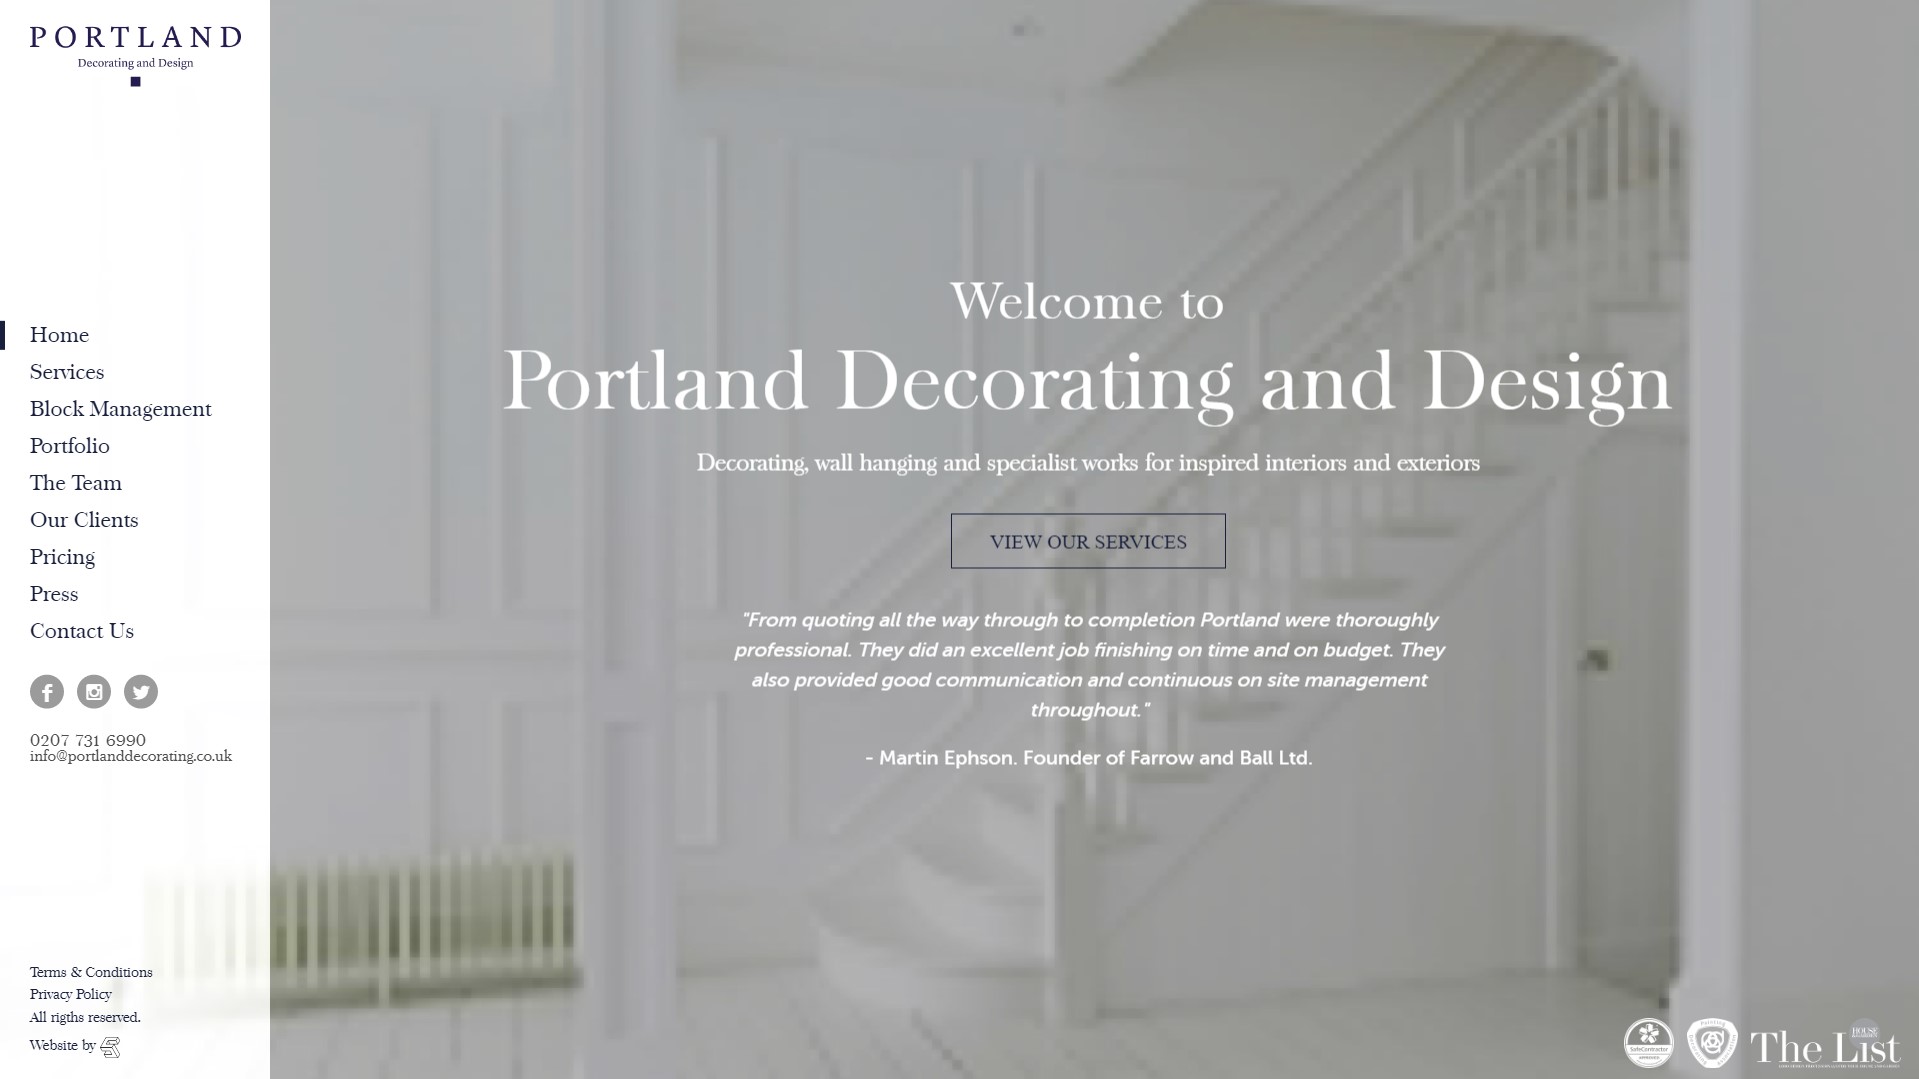 PORTLAND
Decorating and Design
Home
Services
Block Management
Portfolio
The Team
Our Clients
Pricing
Press
Contact Us
0207 731 6990
info@portlanddecorating.co.uk
Terms & Conditions
Privacy Policy
All rigths reserved.
Website by
Welcome to
Portland Decorating and Design
Decorating, wall hanging and specialist works for inspired interiors and exteriors
VIEW OUR SERVICES
"From quoting all the way through to completion Portland were thoroughly
professional. They did an excellent job finishing on time and on budget. They
also provided good communication and continuous on site management
throughout."
- Martin Ephson. Founder of Farrow and Ball Ltd.
SafeContractor
APPROVED
HOUSE
The List